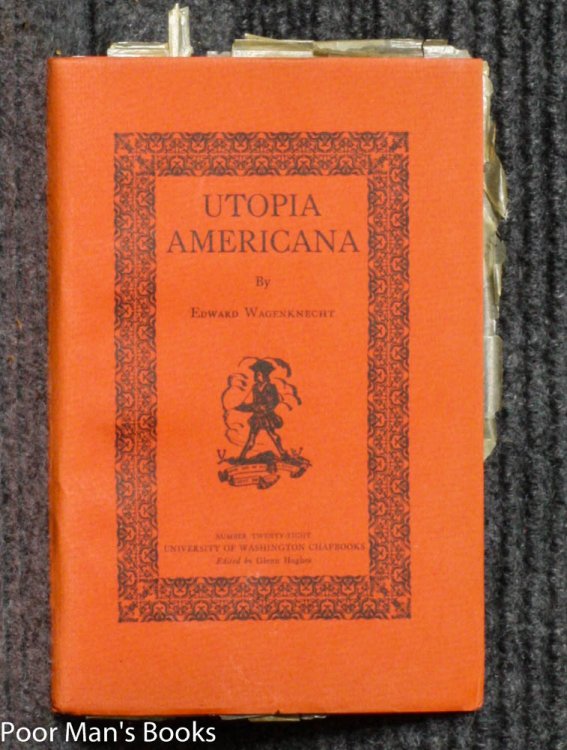 UTOPIA
AMERICANA
By
EDWARD WAGENKNECHT
NUMBER TWENTY-EIGHT
UNIVERSITY OF WASHINGTON CHAPBOOKS
Edited by Glenn Hughes
Poor Man's Books